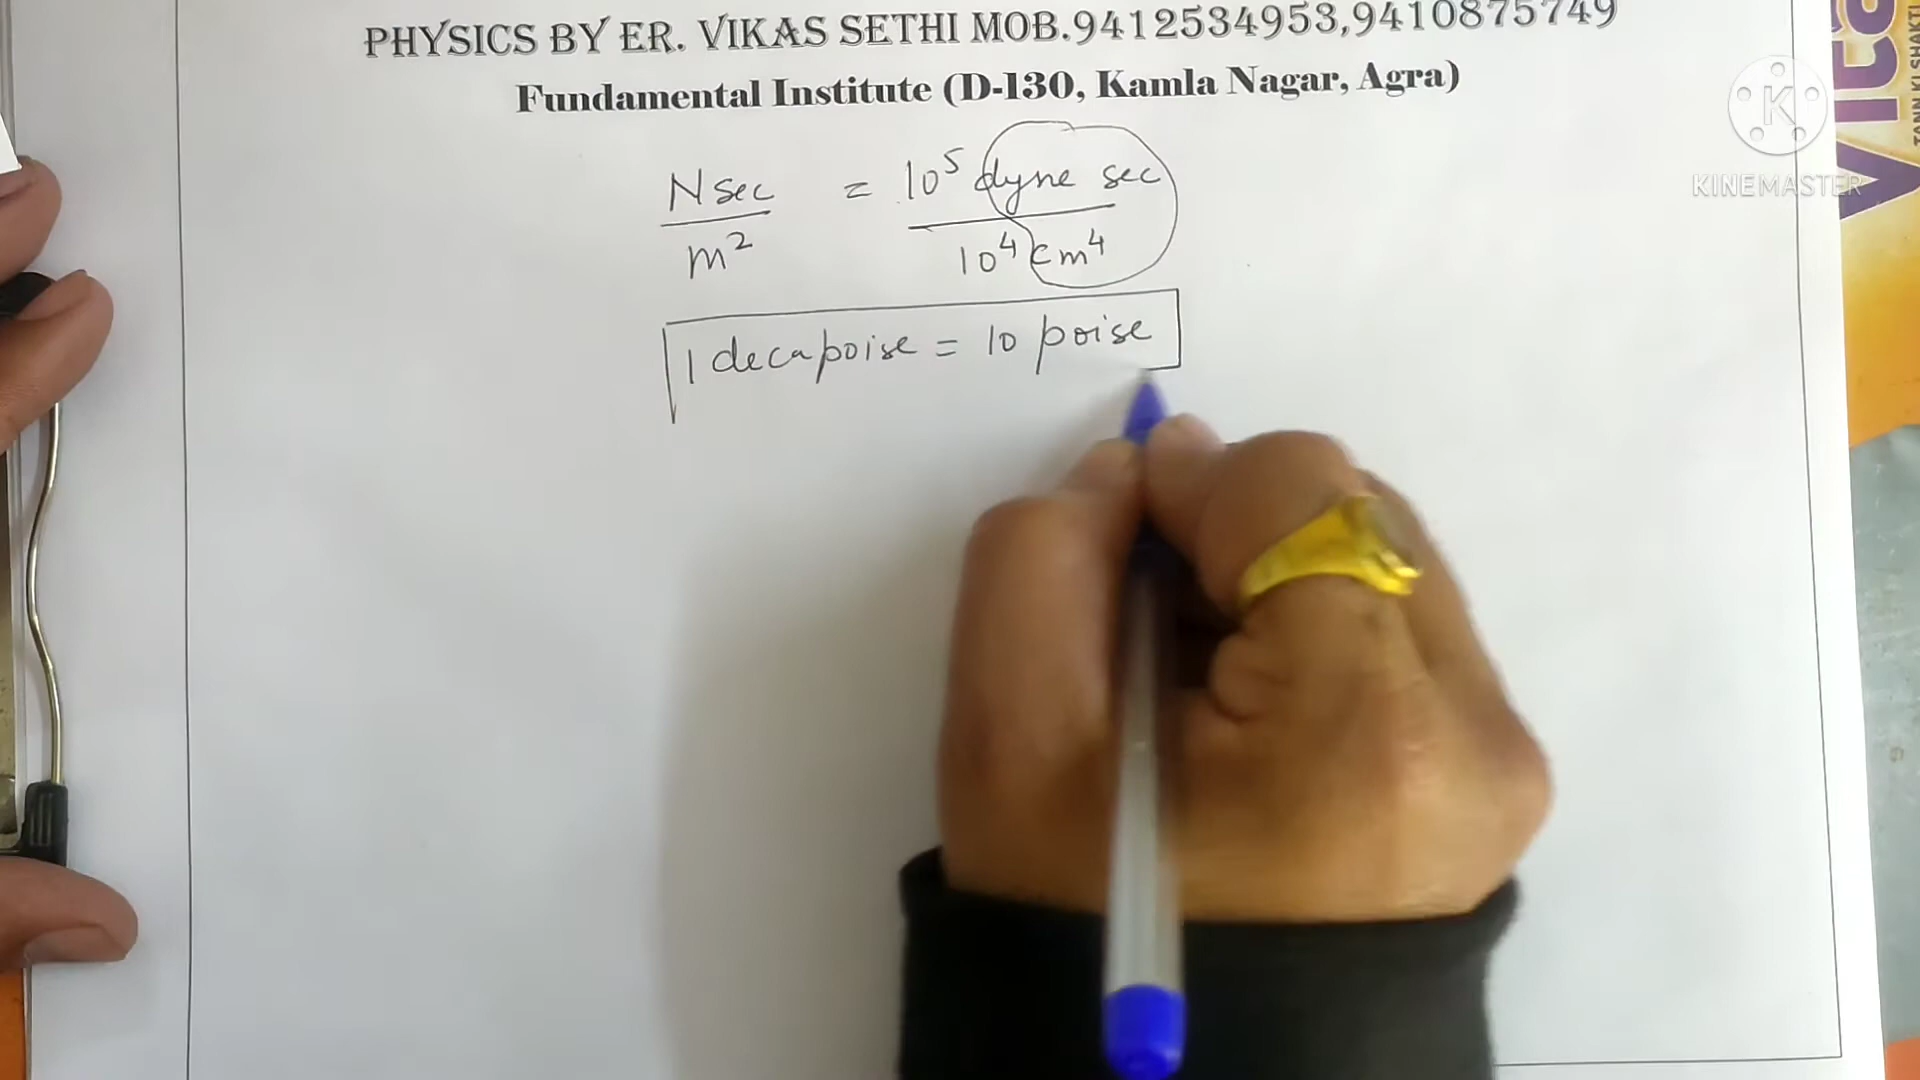 PHYSICS BY ER. VIKAS SETHI MOB.9412534953,9410875749
Fundamental Institute (D-130, Kamla Nagar, Agra)
N sec / m² = 10⁵ dyne sec / 10⁴ cm⁴
1 decapoise = 10 poise
K
KINEMASTER